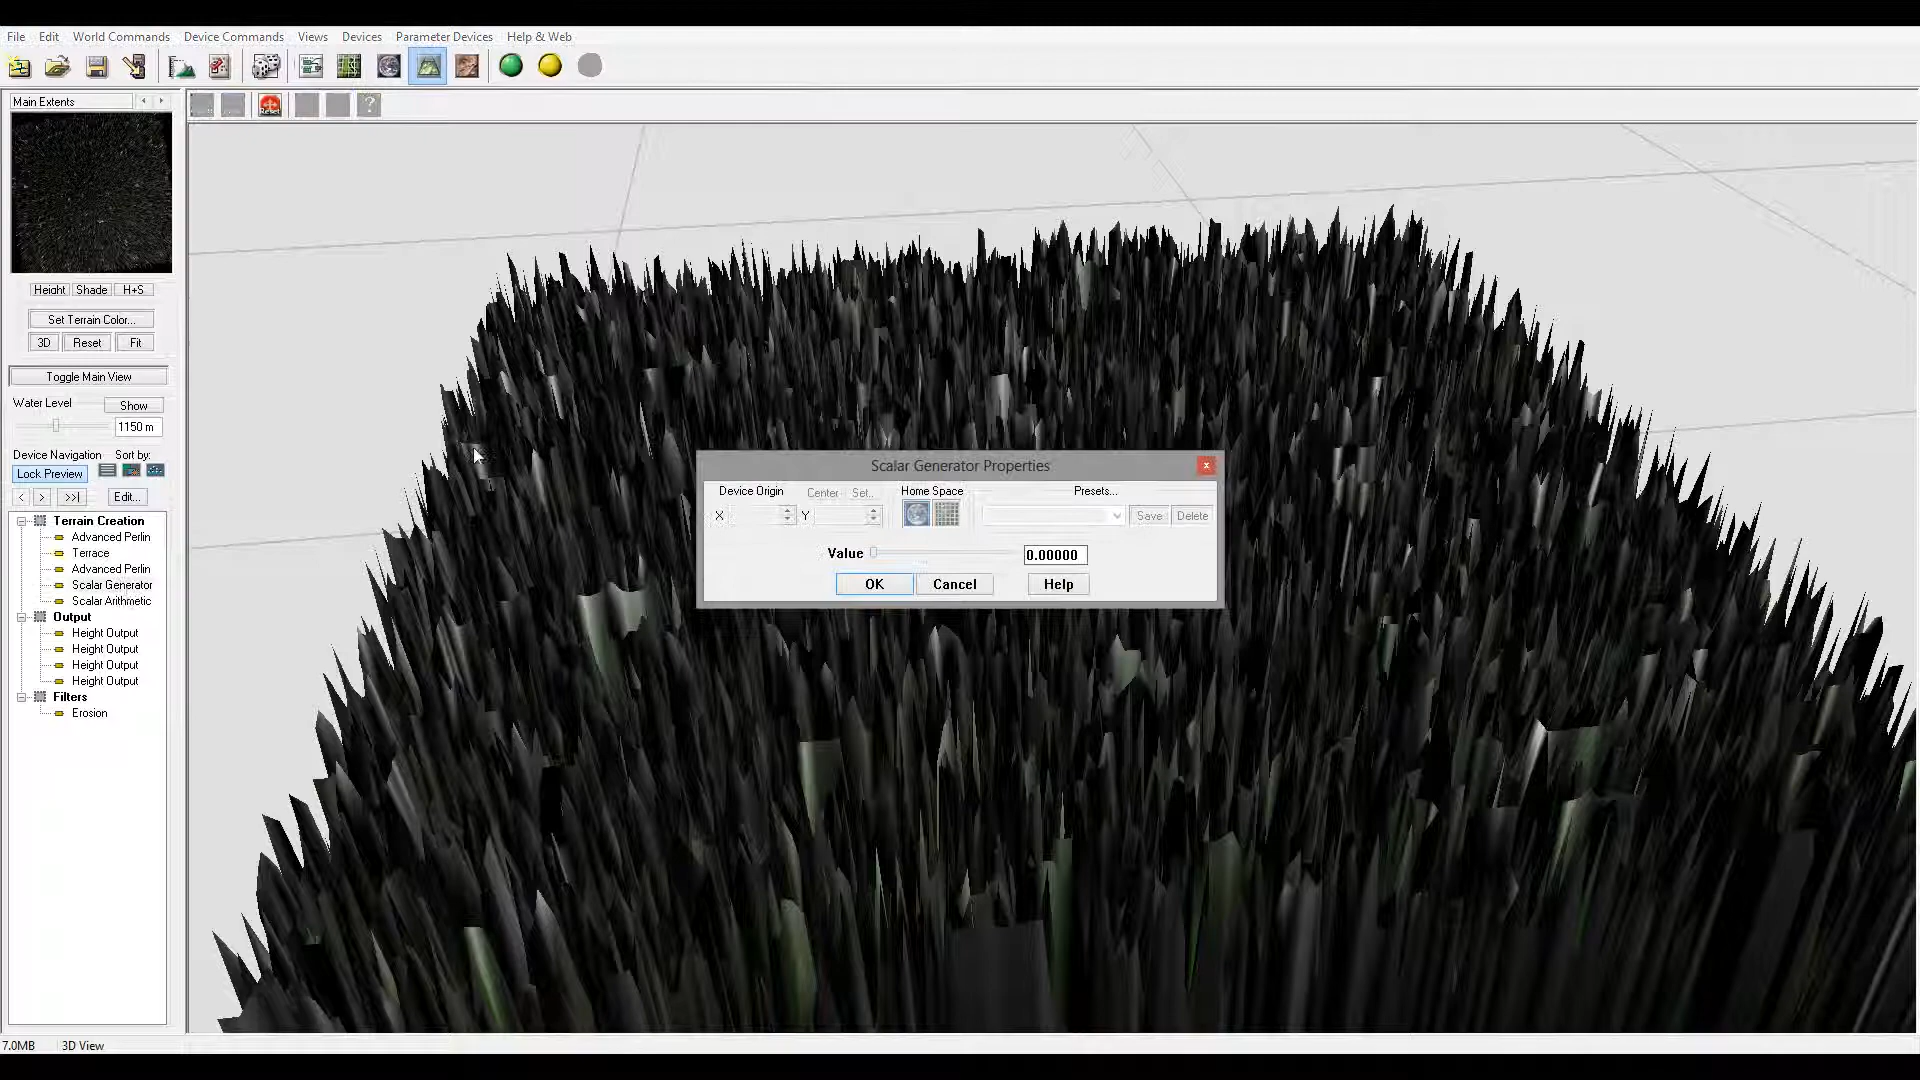 File Edit World Commands Device Commands Views Devices Parameter Devices Help & Web
Main Extents
Reset
?
Height Shade H+S
Set Terrain Color...
3D Reset Fit
Toggle Main View
Water Level Show
1150 m
Device Navigation Sort by:
Lock Preview
< > >>| Edit...
Terrain Creation
Advanced Perlin
Terrace
Advanced Perlin
Scalar Generator
Scalar Arithmetic
Output
Height Output
Height Output
Height Output
Height Output
Filters
Erosion
Scalar Generator Properties
x
Device Origin Center Set.. Home Space Presets...
X Y Save Delete
Value 0.00000
OK Cancel Help
7.0MB 3D View